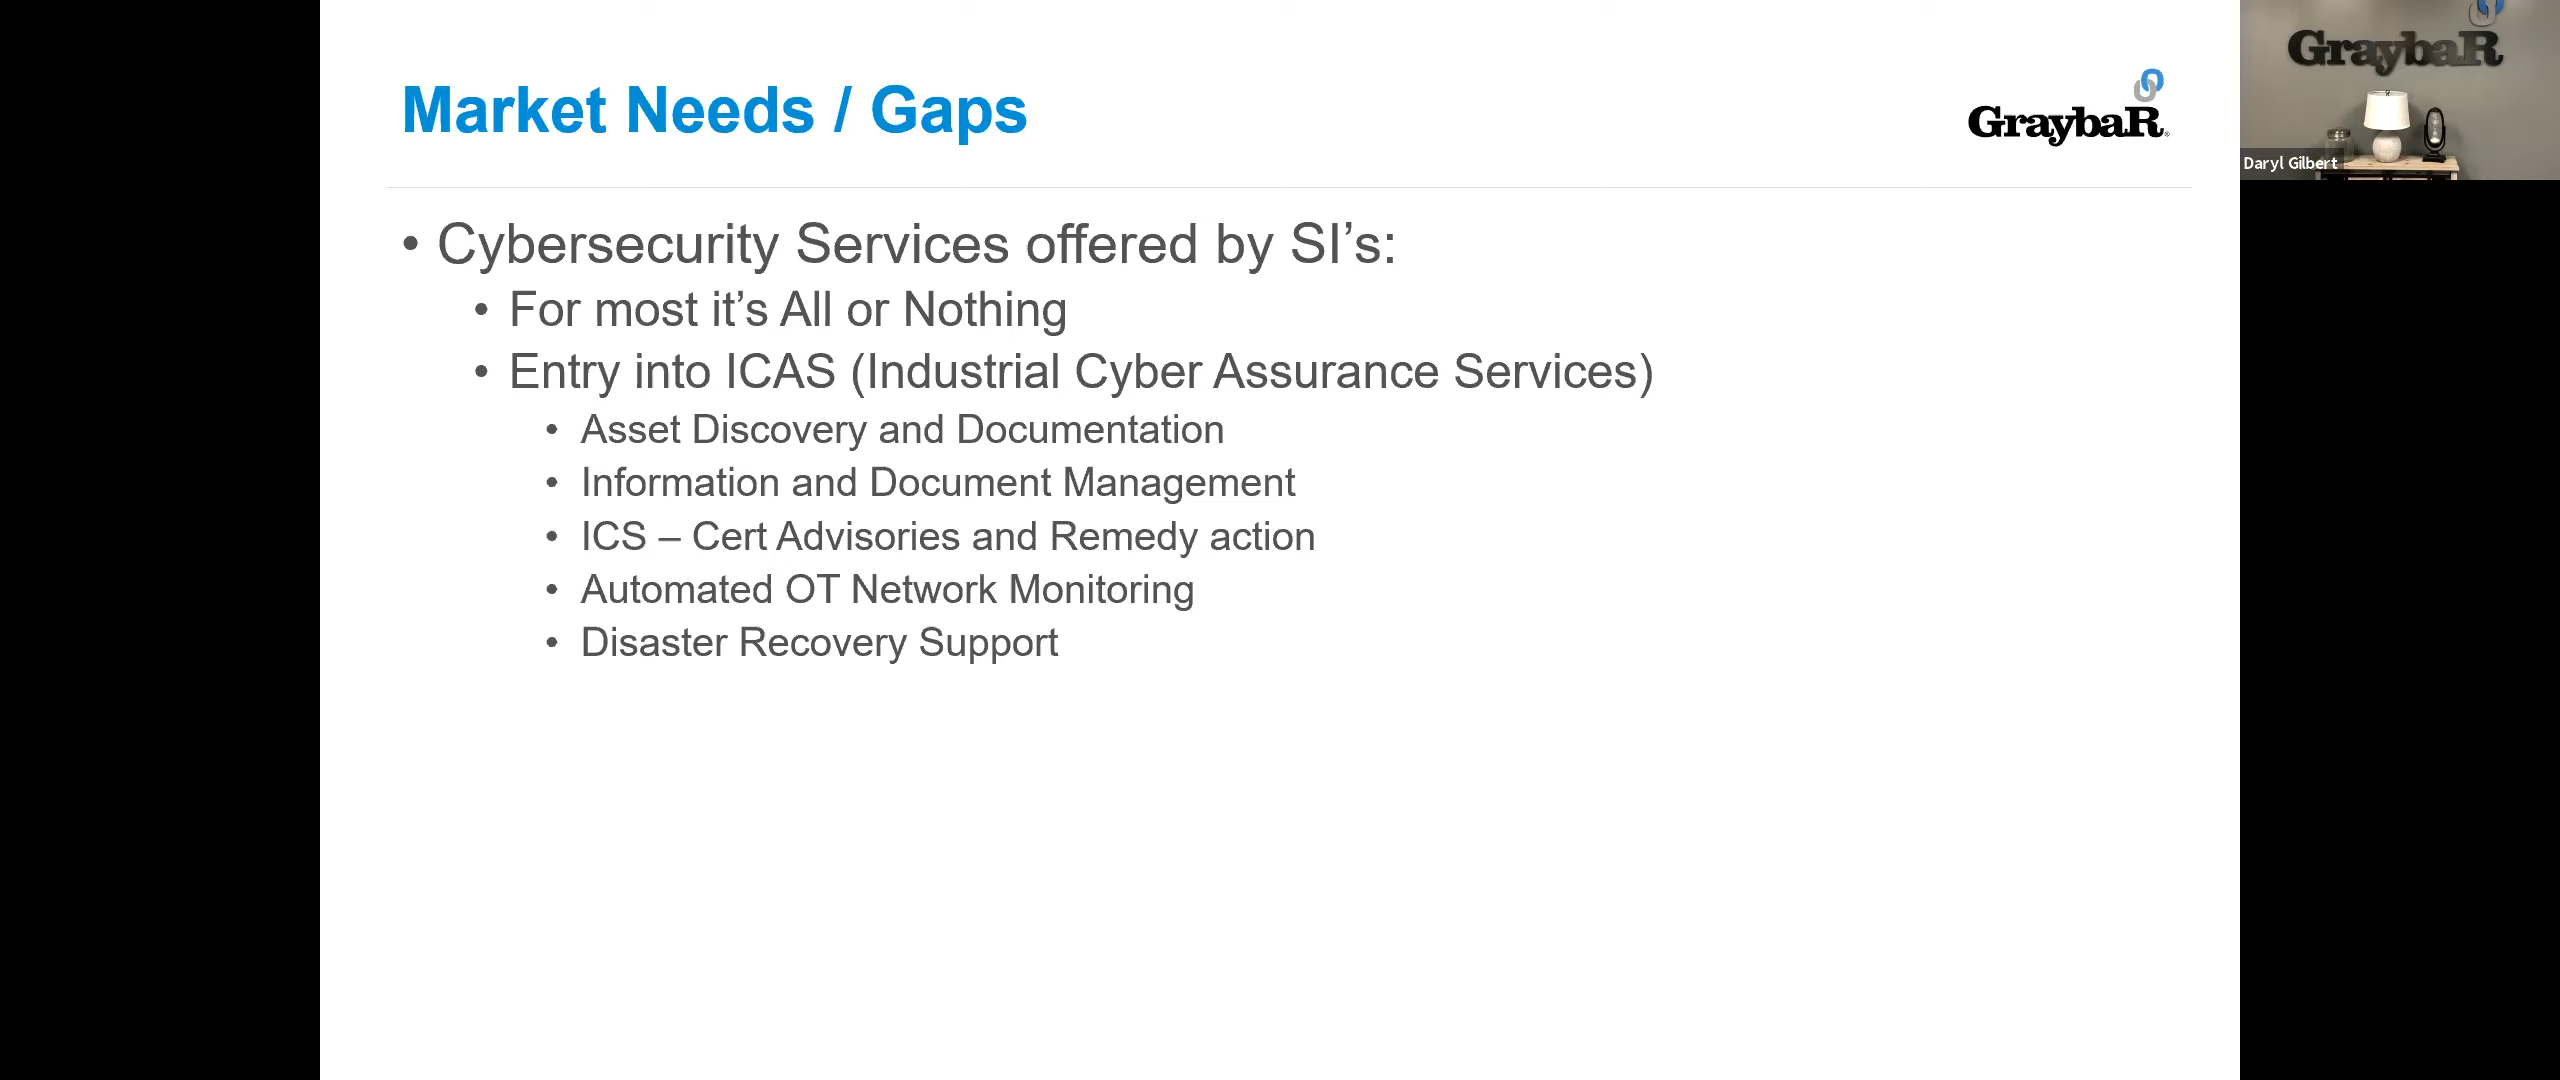 Market Needs / Gaps
GraybaR®
GraybaR
Daryl Gilbert
• Cybersecurity Services offered by SI’s:
• For most it’s All or Nothing
• Entry into ICAS (Industrial Cyber Assurance Services)
• Asset Discovery and Documentation
• Information and Document Management
• ICS – Cert Advisories and Remedy action
• Automated OT Network Monitoring
• Disaster Recovery Support